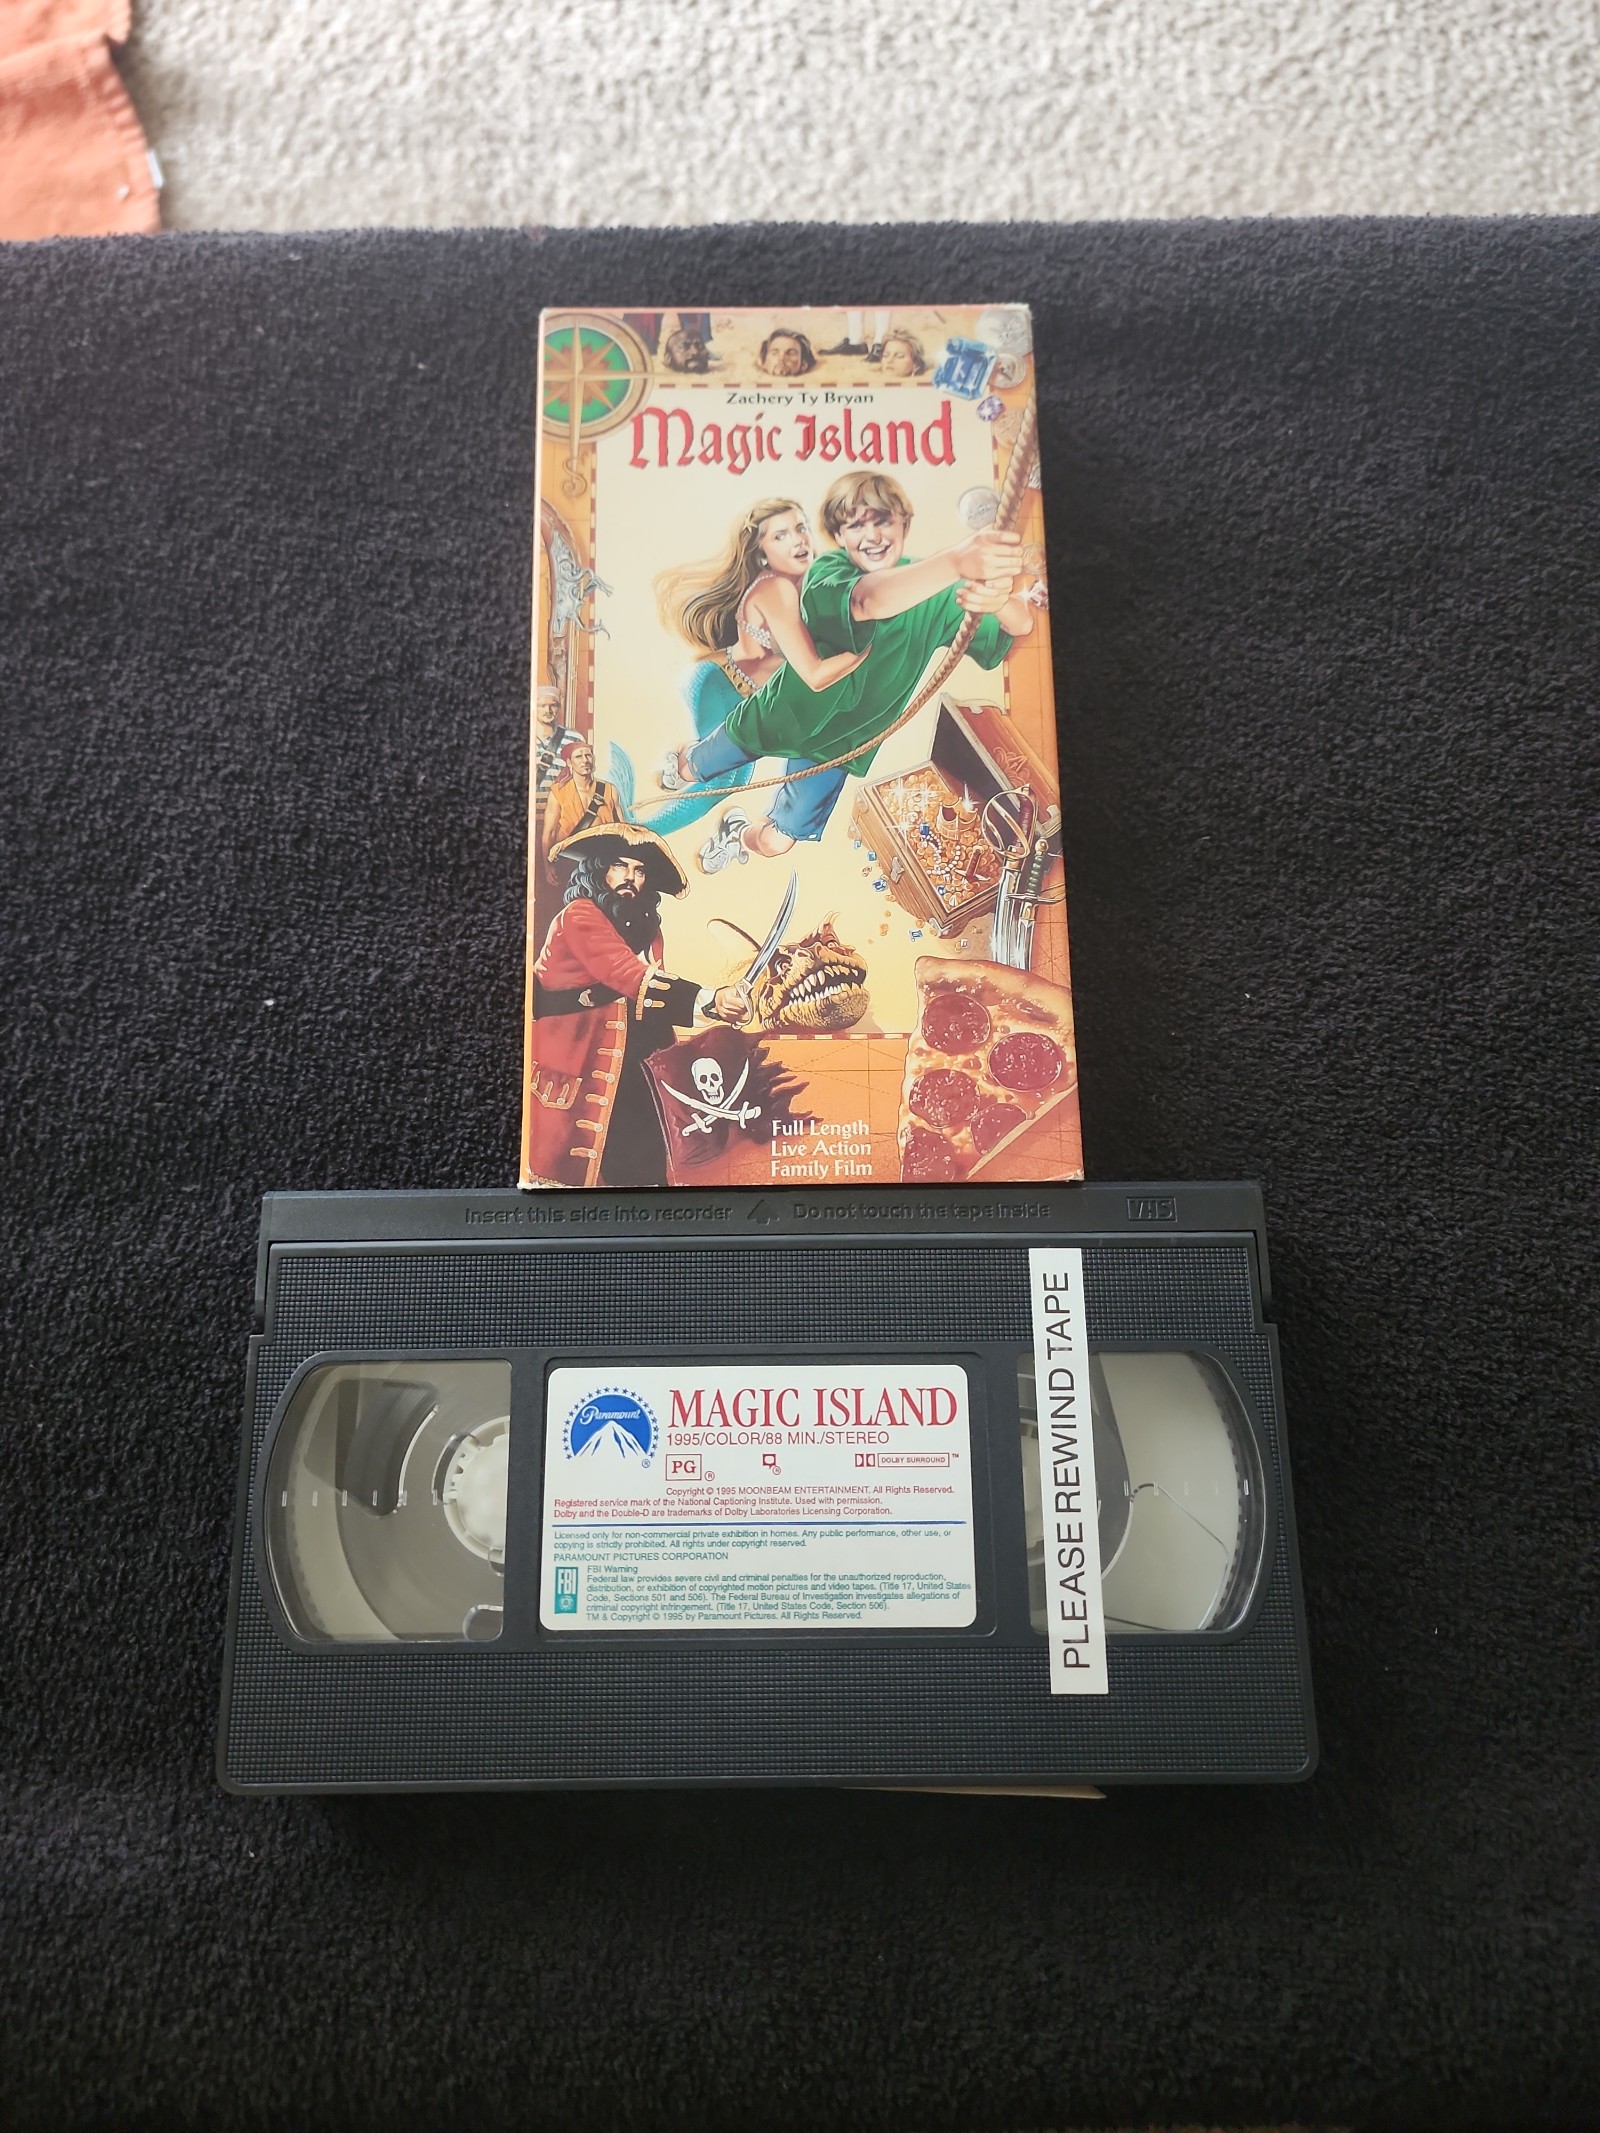 Zachery Ty Bryan
Magic Island
Full Length
Live Action
Family Film
Insert this side into recorder Do not touch the tape inside VHS
PLEASE REWIND TAPE
Paramount
MAGIC ISLAND
1995/COLOR/88 MIN./STEREO
PG ® ® DOLBY SURROUND ™
Copyright © 1995 MOONBEAM ENTERTAINMENT. All Rights Reserved.
Registered service mark of the National Captioning Institute. Used with permission.
Dolby and the Double-D are trademarks of Dolby Laboratories Licensing Corporation.
Licensed only for non-commercial private exhibition in homes. Any public performance, other use, or
copying is strictly prohibited. All rights under copyright reserved.
PARAMOUNT PICTURES CORPORATION
FBI
FBI Warning
Federal law provides severe civil and criminal penalties for the unauthorized reproduction,
distribution, or exhibition of copyrighted motion pictures and video tapes. (Title 17, United States
Code, Sections 501 and 506). The Federal Bureau of Investigation investigates allegations of
criminal copyright infringement. (Title 17, United States Code, Section 506).
TM & Copyright © 1995 by Paramount Pictures. All Rights Reserved.